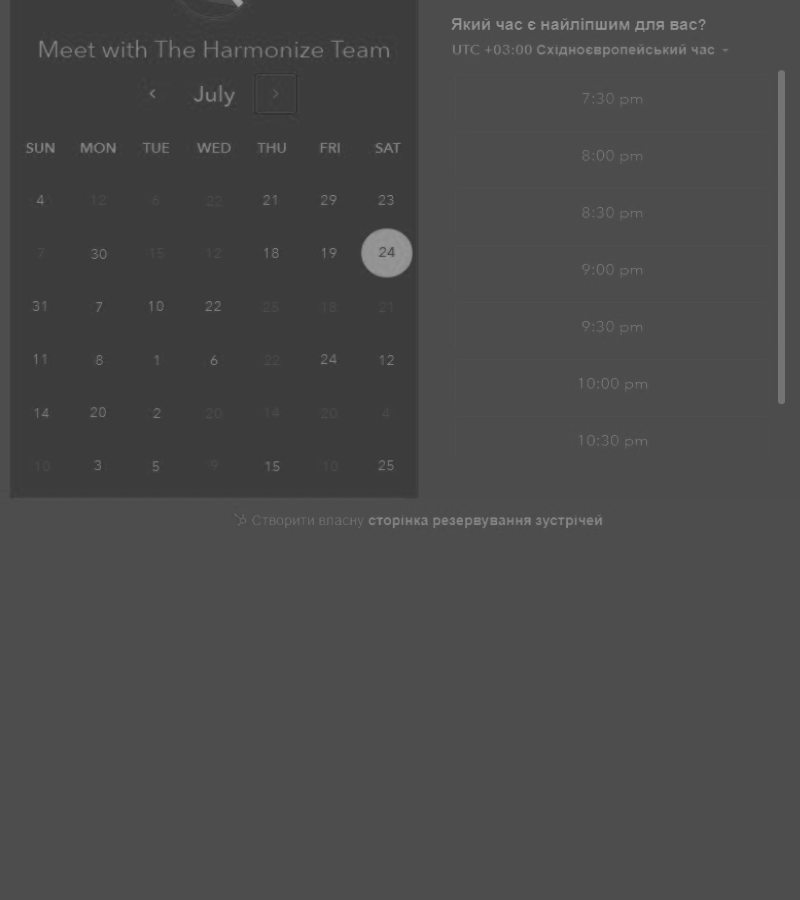 Meet with The Harmonize Team
July
SUN MON TUE WED THU FRI SAT
4 12 6 22 21 29 23
7 30 15 12 18 19 24
31 7 10 22 28 18 21
11 8 1 6 22 24 12
14 20 2 20 14 20 4
10 3 5 9 15 10 25
Який час є найліпшим для вас?
UTC +03:00 Східноєвропейський час
7:30 pm
8:00 pm
8:30 pm
9:00 pm
9:30 pm
10:00 pm
10:30 pm
Створити власну сторінка резервування зустрічей